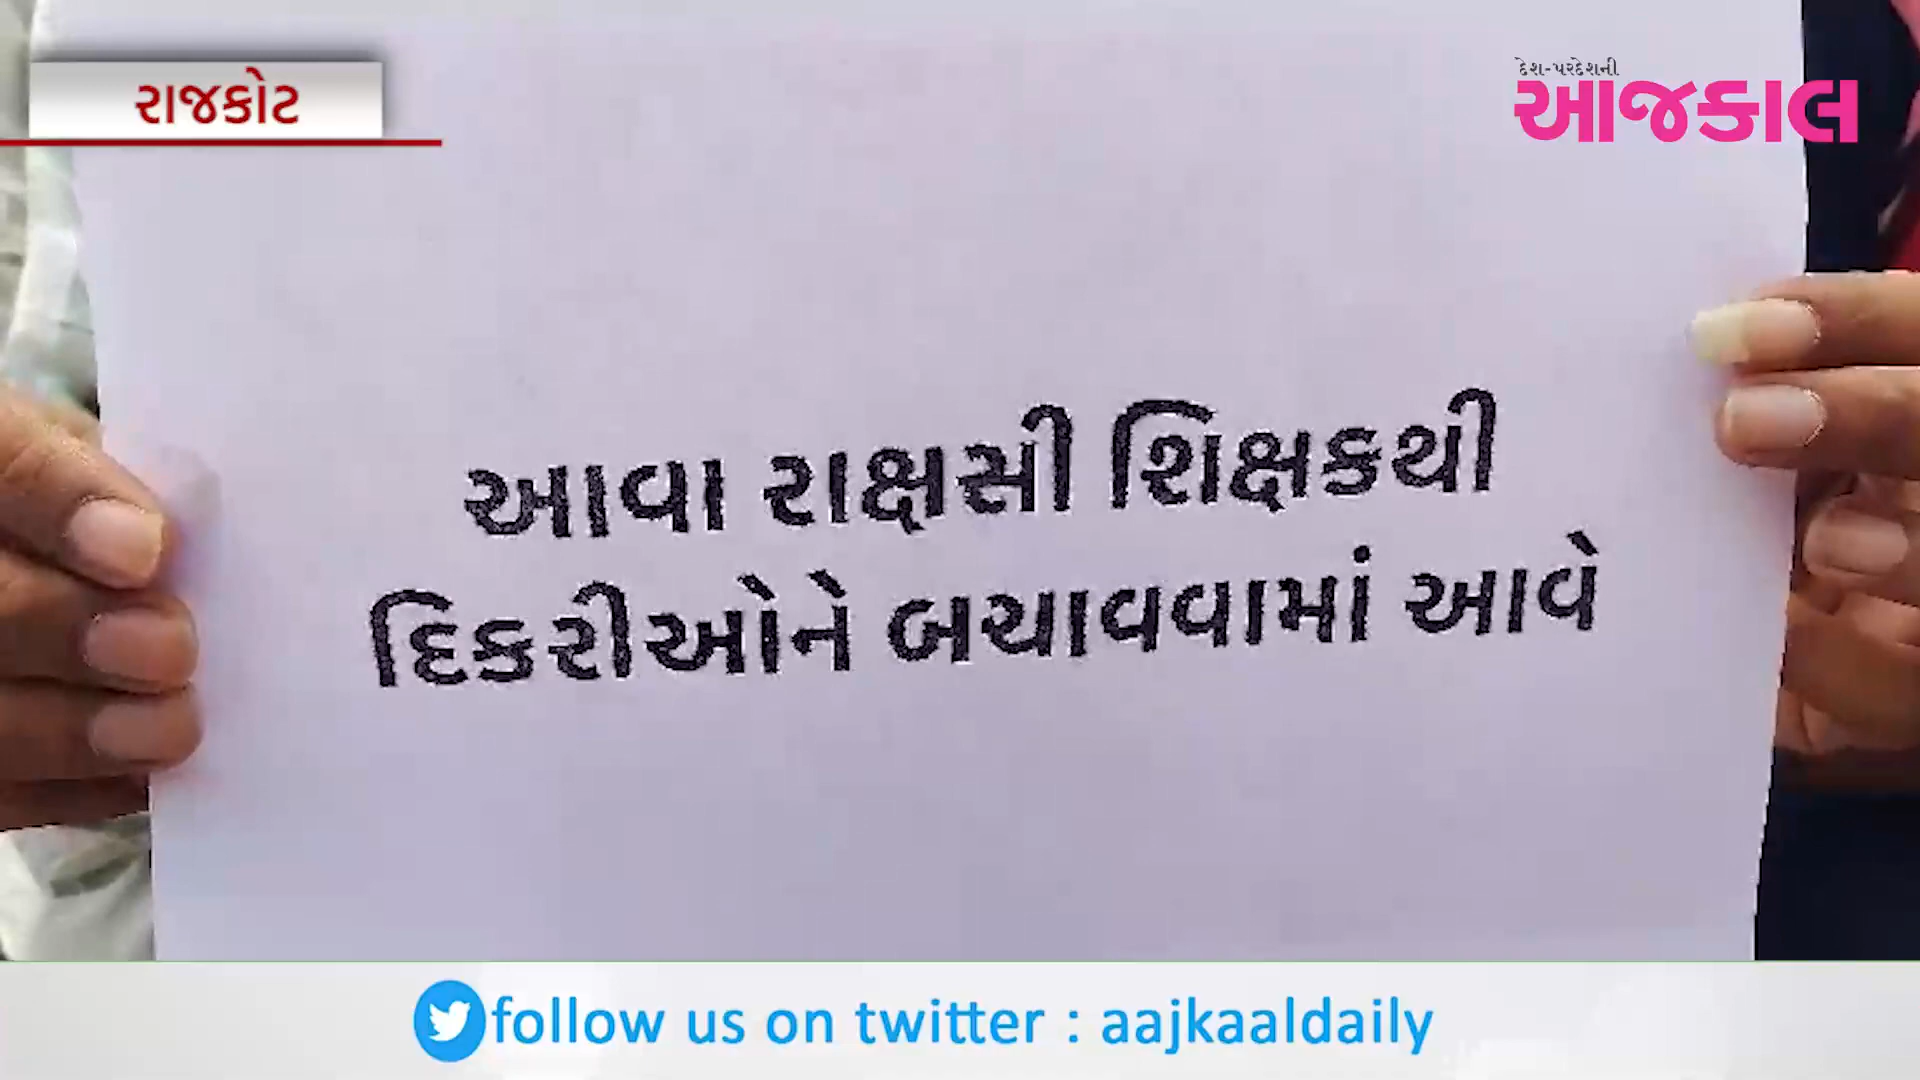 રાજકોટ
દેશ-પરદેશની
આજકાલ
આવા રાક્ષસી શિક્ષકથી
દિકરીઓને બચાવવામાં આવે
follow us on twitter : aajkaaldaily